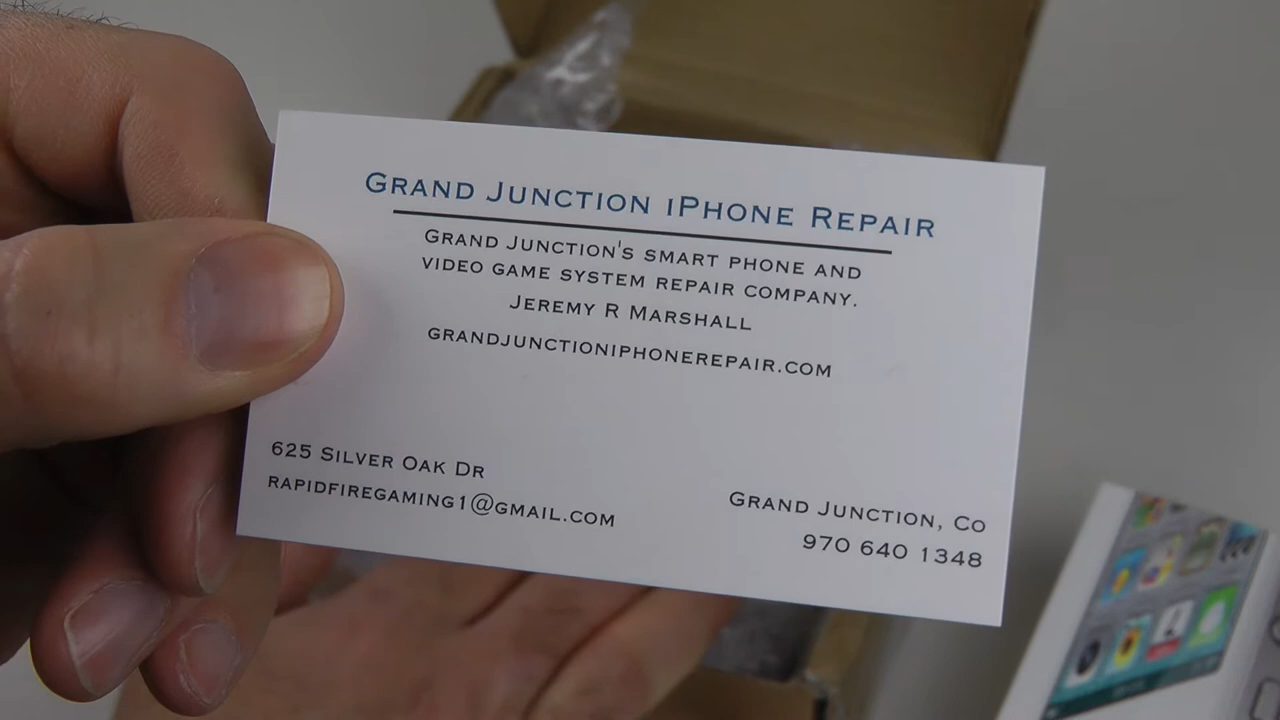 Grand Junction iPhone Repair
Grand Junction's smart phone and
video game system repair company.
Jeremy R Marshall
grandjunctioniphonerepair.com
625 Silver Oak Dr
rapidfiregaming1@gmail.com
Grand Junction, Co
970 640 1348